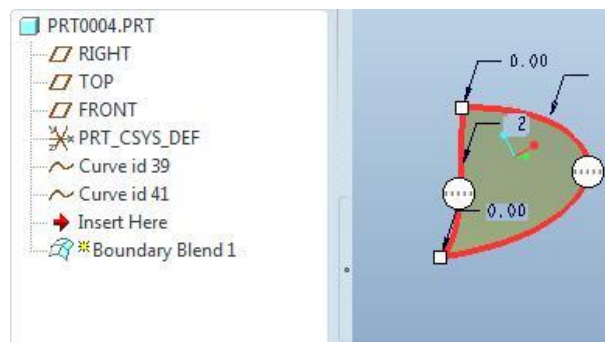 PRT0004.PRT
RIGHT
TOP
FRONT
PRT_CSYS_DEF
Curve id 39
Curve id 41
Insert Here
Boundary Blend 1
0.00
2
0.00